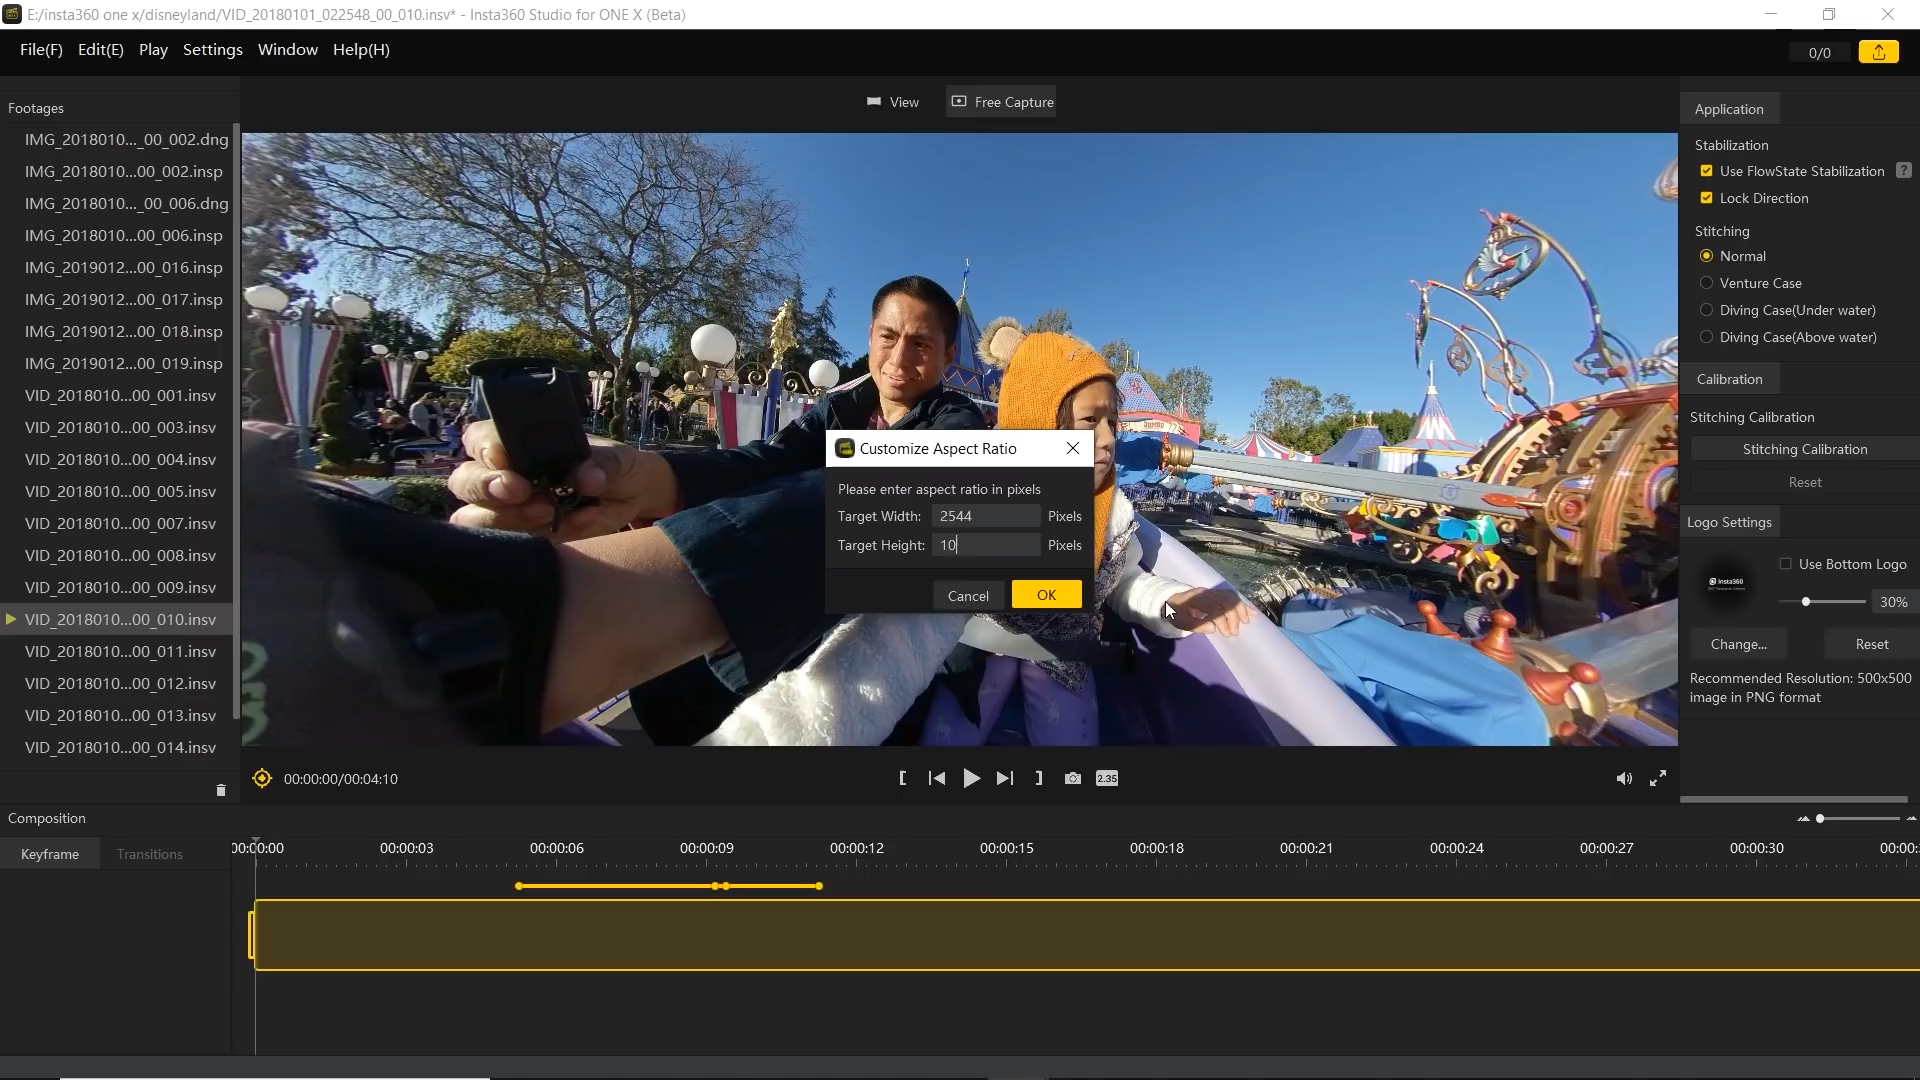 E:/insta360 one x/disneyland/VID_20180101_022548_00_010.insv* - Insta360 Studio for ONE X (Beta)
File(F) Edit(E) Play Settings Window Help(H)
0/0
View
Free Capture
Footages
IMG_2018010..._00_002.dng
IMG_2018010...00_002.insp
IMG_2018010..._00_006.dng
IMG_2018010...00_006.insp
IMG_2019012...00_016.insp
IMG_2019012...00_017.insp
IMG_2019012...00_018.insp
IMG_2019012...00_019.insp
VID_2018010...00_001.insv
VID_2018010...00_003.insv
VID_2018010...00_004.insv
VID_2018010...00_005.insv
VID_2018010...00_007.insv
VID_2018010...00_008.insv
VID_2018010...00_009.insv
VID_2018010...00_010.insv
VID_2018010...00_011.insv
VID_2018010...00_012.insv
VID_2018010...00_013.insv
VID_2018010...00_014.insv
Customize Aspect Ratio
Please enter aspect ratio in pixels
Target Width: 2544 Pixels
Target Height: 10 Pixels
Cancel OK
Application
Stabilization
Use FlowState Stabilization ?
Lock Direction
Stitching
Normal
Venture Case
Diving Case(Under water)
Diving Case(Above water)
Calibration
Stitching Calibration
Stitching Calibration
Reset
Logo Settings
Insta360
Use Bottom Logo
30%
Change... Reset
Recommended Resolution: 500x500
image in PNG format
00:00:00/00:04:10
2.35
Composition
Keyframe Transitions
00:00:00 00:00:03 00:00:06 00:00:09 00:00:12 00:00:15 00:00:18 00:00:21 00:00:24 00:00:27 00:00:30